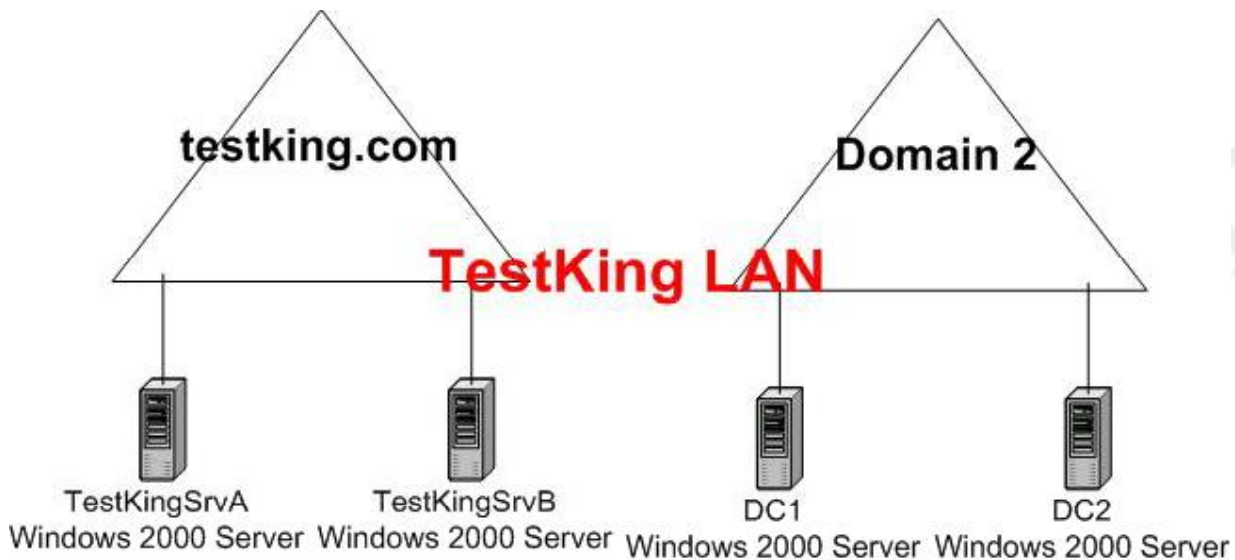 testking.com
Domain 2
TestKing LAN
TestKingSrvA
Windows 2000 Server
TestKingSrvB
Windows 2000 Server
DC1
Windows 2000 Server
DC2
Windows 2000 Server